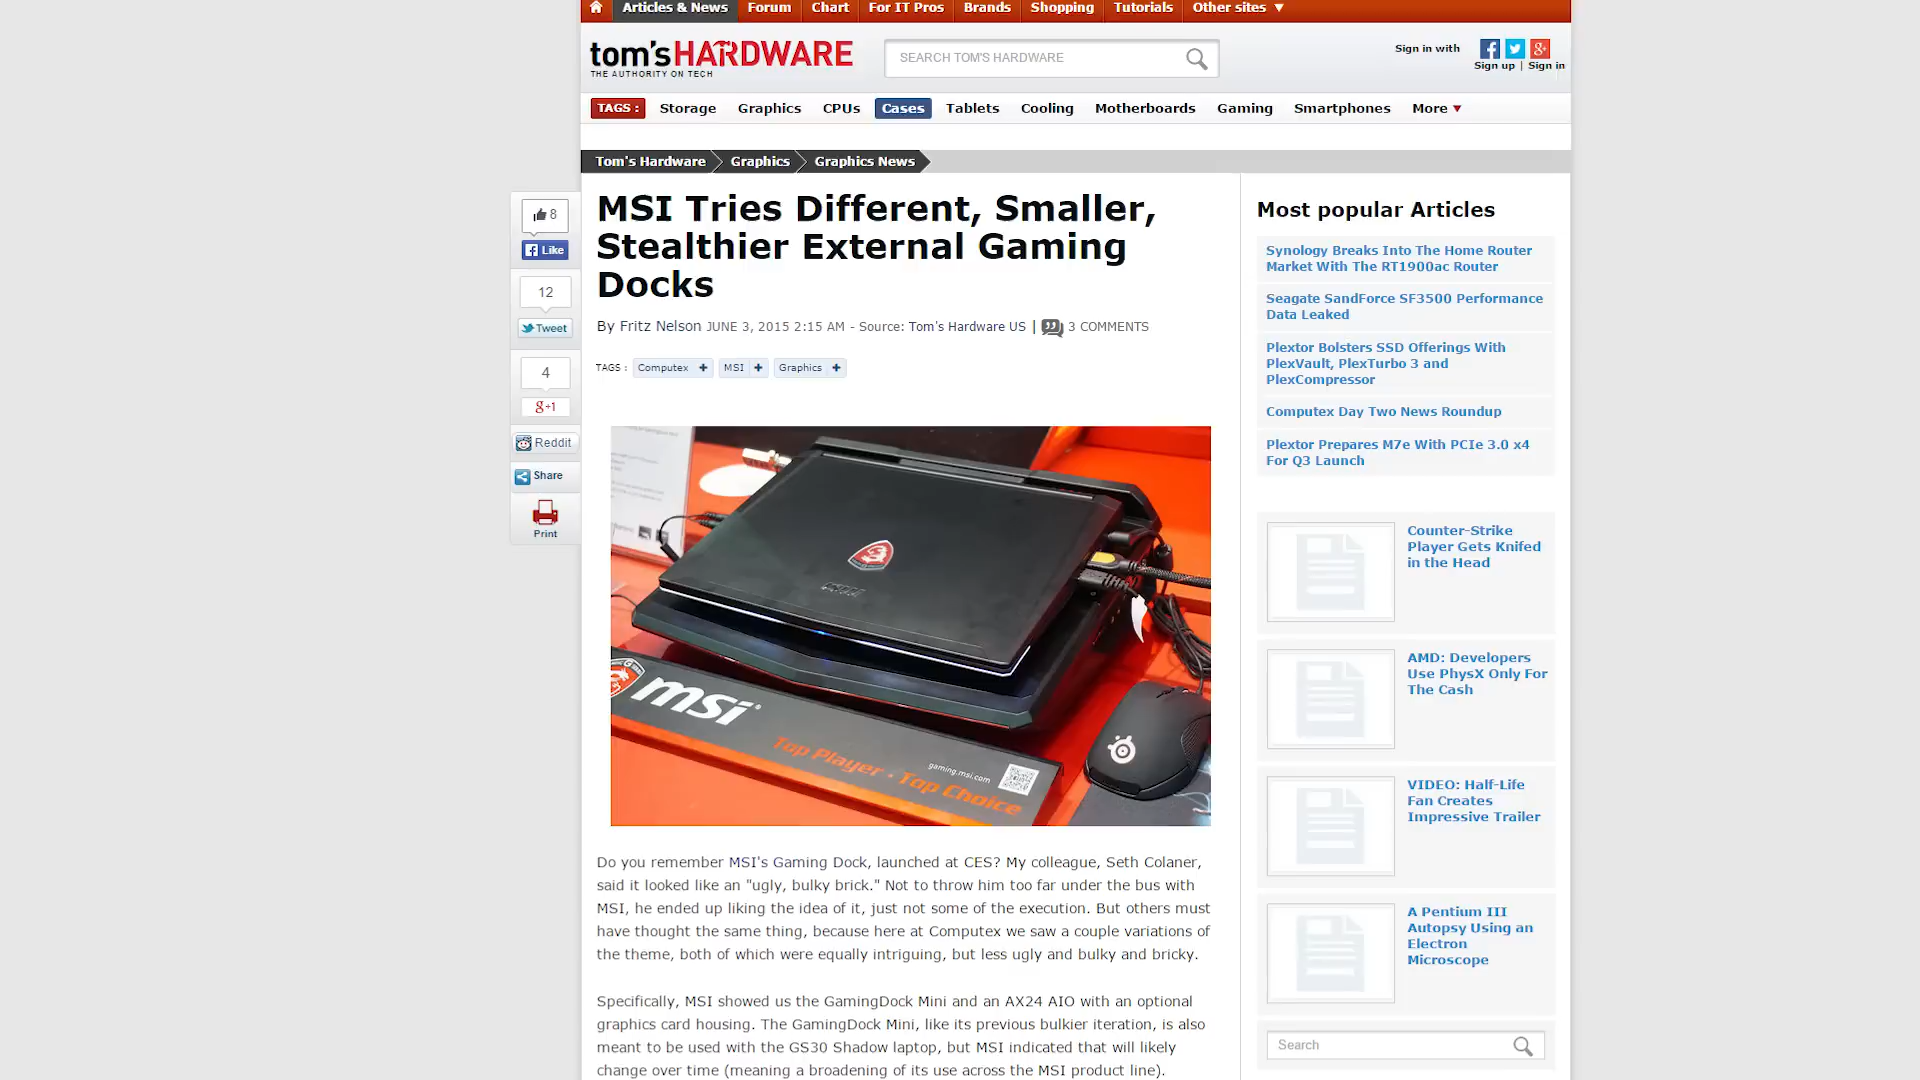 Articles & News Forum Chart For IT Pros Brands Shopping Tutorials Other sites ▼
tom's HARDWARE
THE AUTHORITY ON TECH
SEARCH TOM'S HARDWARE
Sign in with
Sign up | Sign in
TAGS : Storage Graphics CPUs Cases Tablets Cooling Motherboards Gaming Smartphones More ▼
Tom's Hardware Graphics Graphics News
8
Like
12
Tweet
4
g+1
Reddit
Share
Print
MSI Tries Different, Smaller,
Stealthier External Gaming
Docks
By Fritz Nelson JUNE 3, 2015 2:15 AM - Source: Tom's Hardware US | 3 COMMENTS
TAGS : Computex + MSI + Graphics +
msi
Top Player · Top Choice
gaming.msi.com
Do you remember MSI's Gaming Dock, launched at CES? My colleague, Seth Colaner,
said it looked like an "ugly, bulky brick." Not to throw him too far under the bus with
MSI, he ended up liking the idea of it, just not some of the execution. But others must
have thought the same thing, because here at Computex we saw a couple variations of
the theme, both of which were equally intriguing, but less ugly and bulky and bricky.
Specifically, MSI showed us the GamingDock Mini and an AX24 AIO with an optional
graphics card housing. The GamingDock Mini, like its previous bulkier iteration, is also
meant to be used with the GS30 Shadow laptop, but MSI indicated that will likely
change over time (meaning a broadening of its use across the MSI product line).
Most popular Articles
Synology Breaks Into The Home Router
Market With The RT1900ac Router
Seagate SandForce SF3500 Performance
Data Leaked
Plextor Bolsters SSD Offerings With
PlexVault, PlexTurbo 3 and
PlexCompressor
Computex Day Two News Roundup
Plextor Prepares M7e With PCIe 3.0 x4
For Q3 Launch
Counter-Strike
Player Gets Knifed
in the Head
AMD: Developers
Use PhysX Only For
The Cash
VIDEO: Half-Life
Fan Creates
Impressive Trailer
A Pentium III
Autopsy Using an
Electron
Microscope
Search